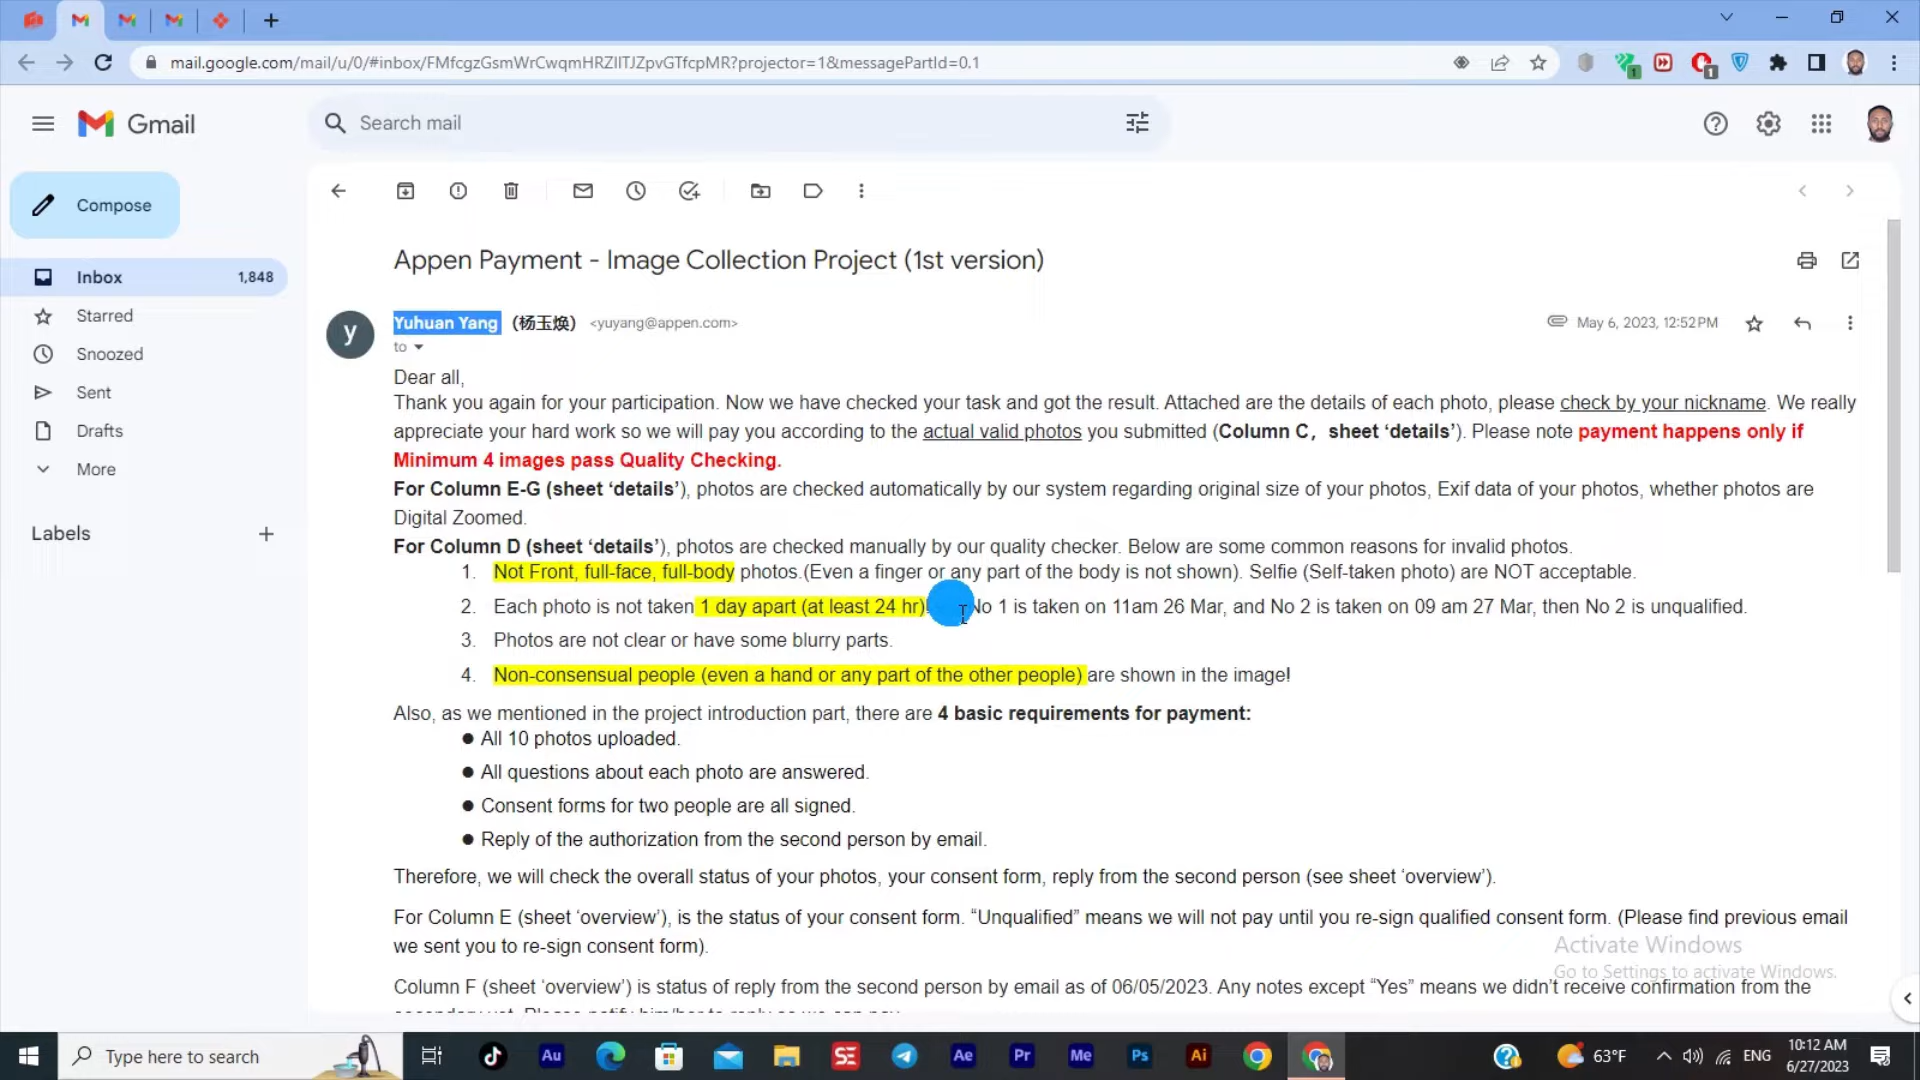 mail.google.com/mail/u/0/#inbox/FMfcgzGsmWrCwqmHRZlITJZpvGTfcpMR?projector=1&messagePartId=0.1
Gmail
Search mail
Compose
Inbox 1,848
Starred
Snoozed
Sent
Drafts
More
Labels
Appen Payment - Image Collection Project (1st version)
y
Yuhuan Yang (杨玉焕) <yuyang@appen.com>
May 6, 2023, 12:52 PM
to
Dear all,
Thank you again for your participation. Now we have checked your task and got the result. Attached are the details of each photo, please check by your nickname. We really
appreciate your hard work so we will pay you according to the actual valid photos you submitted (Column C，sheet ‘details’). Please note payment happens only if
Minimum 4 images pass Quality Checking.
For Column E-G (sheet ‘details’), photos are checked automatically by our system regarding original size of your photos, Exif data of your photos, whether photos are
Digital Zoomed.
For Column D (sheet ‘details’), photos are checked manually by our quality checker. Below are some common reasons for invalid photos.
1. Not Front, full-face, full-body photos.(Even a finger or any part of the body is not shown). Selfie (Self-taken photo) are NOT acceptable.
2. Each photo is not taken 1 day apart (at least 24 hr) No 1 is taken on 11am 26 Mar, and No 2 is taken on 09 am 27 Mar, then No 2 is unqualified.
3. Photos are not clear or have some blurry parts.
4. Non-consensual people (even a hand or any part of the other people) are shown in the image!
Also, as we mentioned in the project introduction part, there are 4 basic requirements for payment:
● All 10 photos uploaded.
● All questions about each photo are answered.
● Consent forms for two people are all signed.
● Reply of the authorization from the second person by email.
Therefore, we will check the overall status of your photos, your consent form, reply from the second person (see sheet ‘overview’).
For Column E (sheet ‘overview’), is the status of your consent form. “Unqualified” means we will not pay until you re-sign qualified consent form. (Please find previous email
we sent you to re-sign consent form).
Column F (sheet ‘overview’) is status of reply from the second person by email as of 06/05/2023. Any notes except “Yes” means we didn’t receive confirmation from the
Activate Windows
Go to Settings to activate Windows.
Type here to search
Au
SE
Ae
Pr
Me
Ps
Ai
63°F
ENG
10:12 AM
6/27/2023